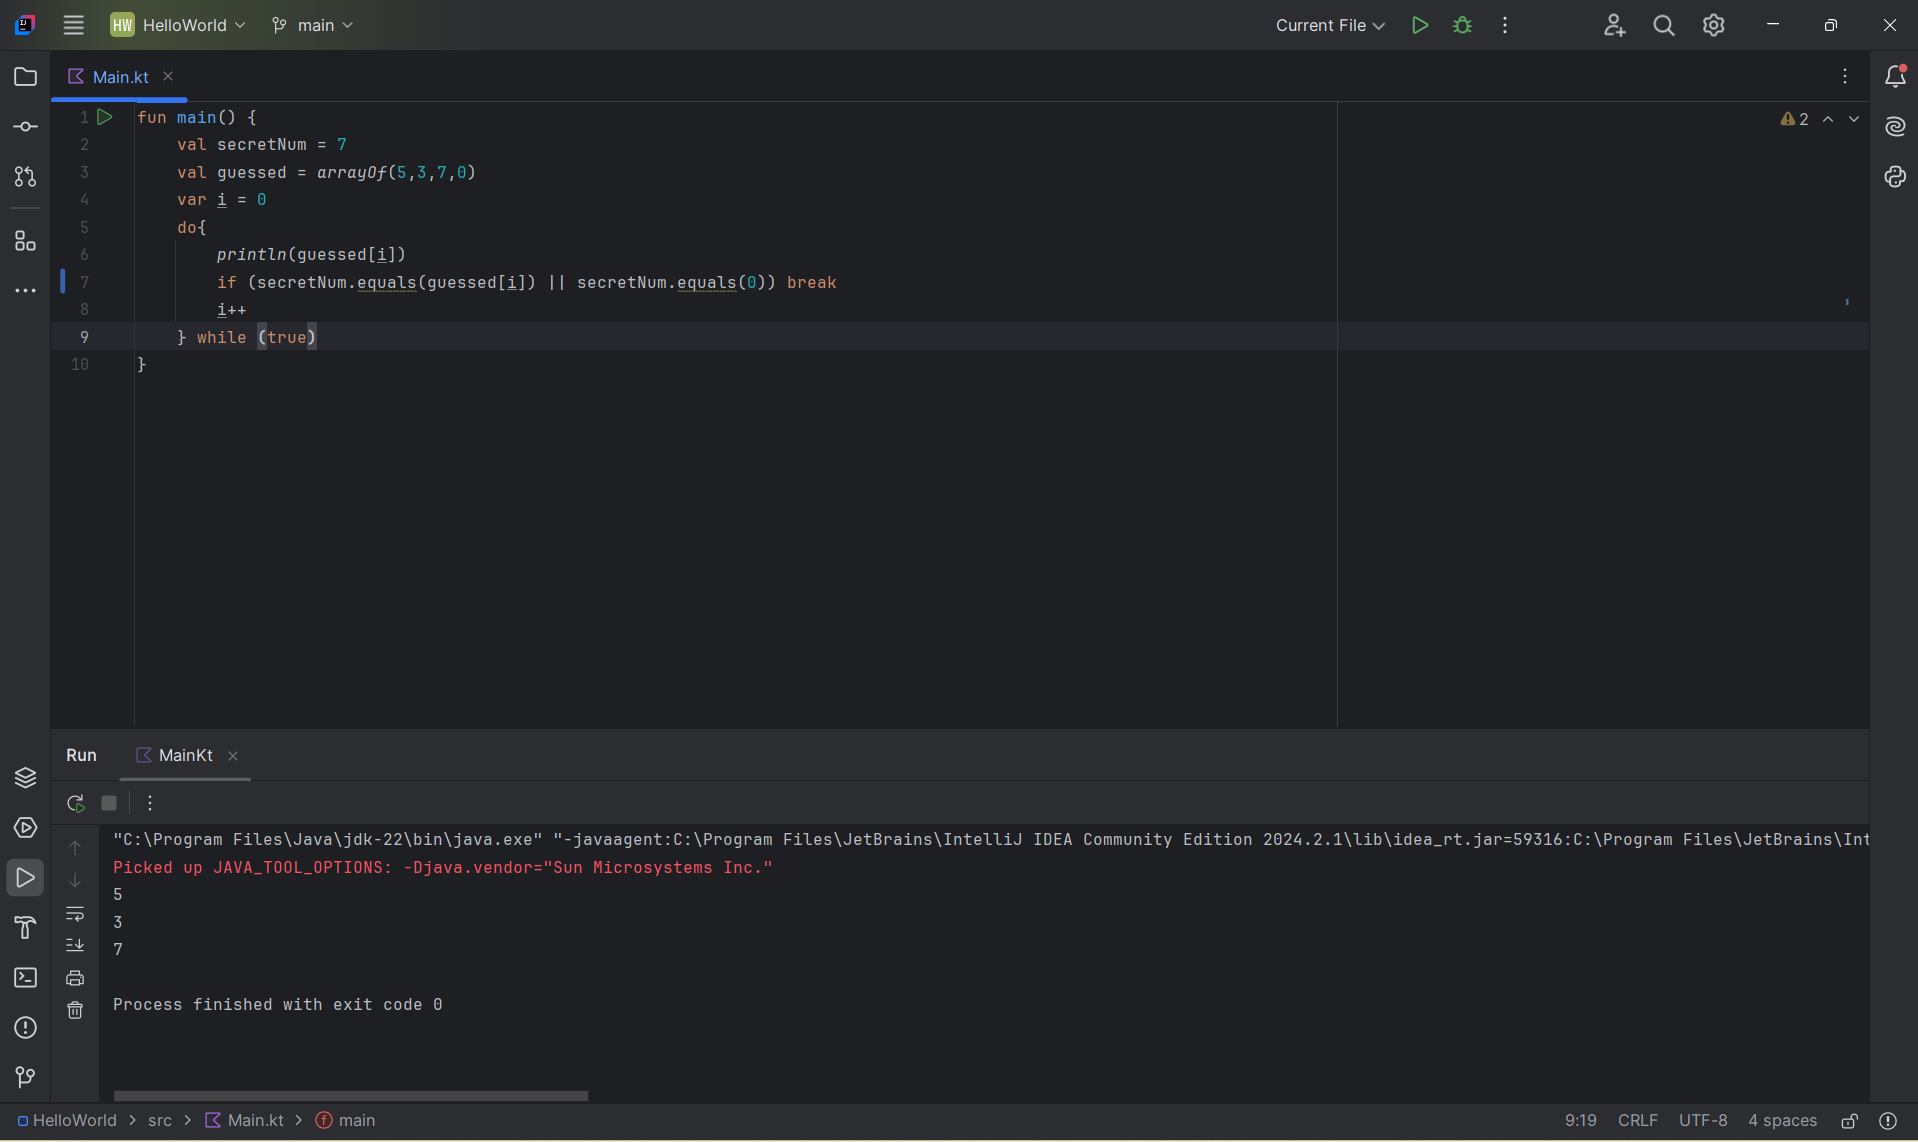 HW HelloWorld main Current File
Main.kt
1 fun main() {
2 val secretNum = 7
3 val guessed = arrayOf(5,3,7,0)
4 var i = 0
5 do{
6 println(guessed[i])
7 if (secretNum.equals(guessed[i]) || secretNum.equals(0)) break
8 i++
9 } while (true)
10 }
2
Run MainKt
"C:\Program Files\Java\jdk-22\bin\java.exe" "-javaagent:C:\Program Files\JetBrains\IntelliJ IDEA Community Edition 2024.2.1\lib\idea_rt.jar=59316:C:\Program Files\JetBrains\Int
Picked up JAVA_TOOL_OPTIONS: -Djava.vendor="Sun Microsystems Inc."
5
3
7
Process finished with exit code 0
HelloWorld > src > Main.kt > main 9:19 CRLF UTF-8 4 spaces